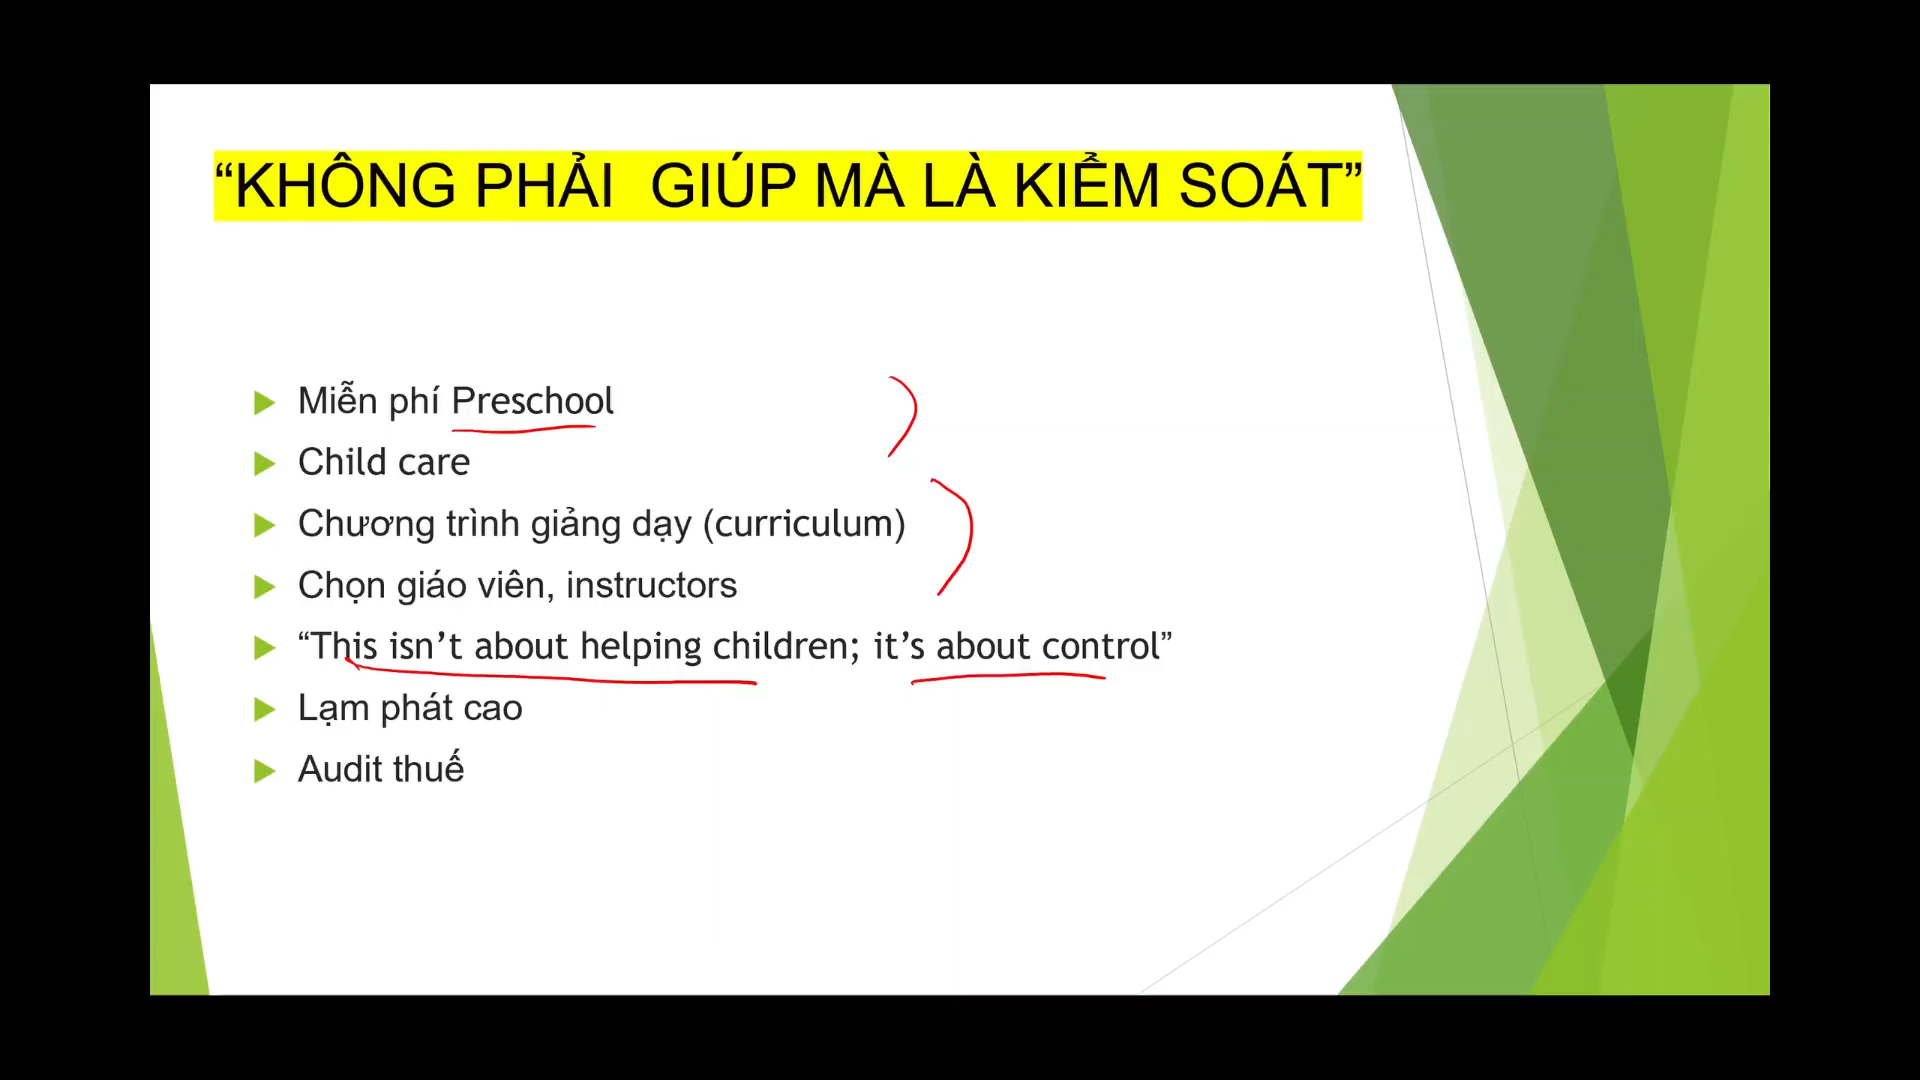 “KHÔNG PHẢI  GIÚP MÀ LÀ KIỂM SOÁT”
Miễn phí Preschool
Child care
Chương trình giảng dạy (curriculum)
Chọn giáo viên, instructors
“This isn’t about helping children; it’s about control”
Lạm phát cao
Audit thuế